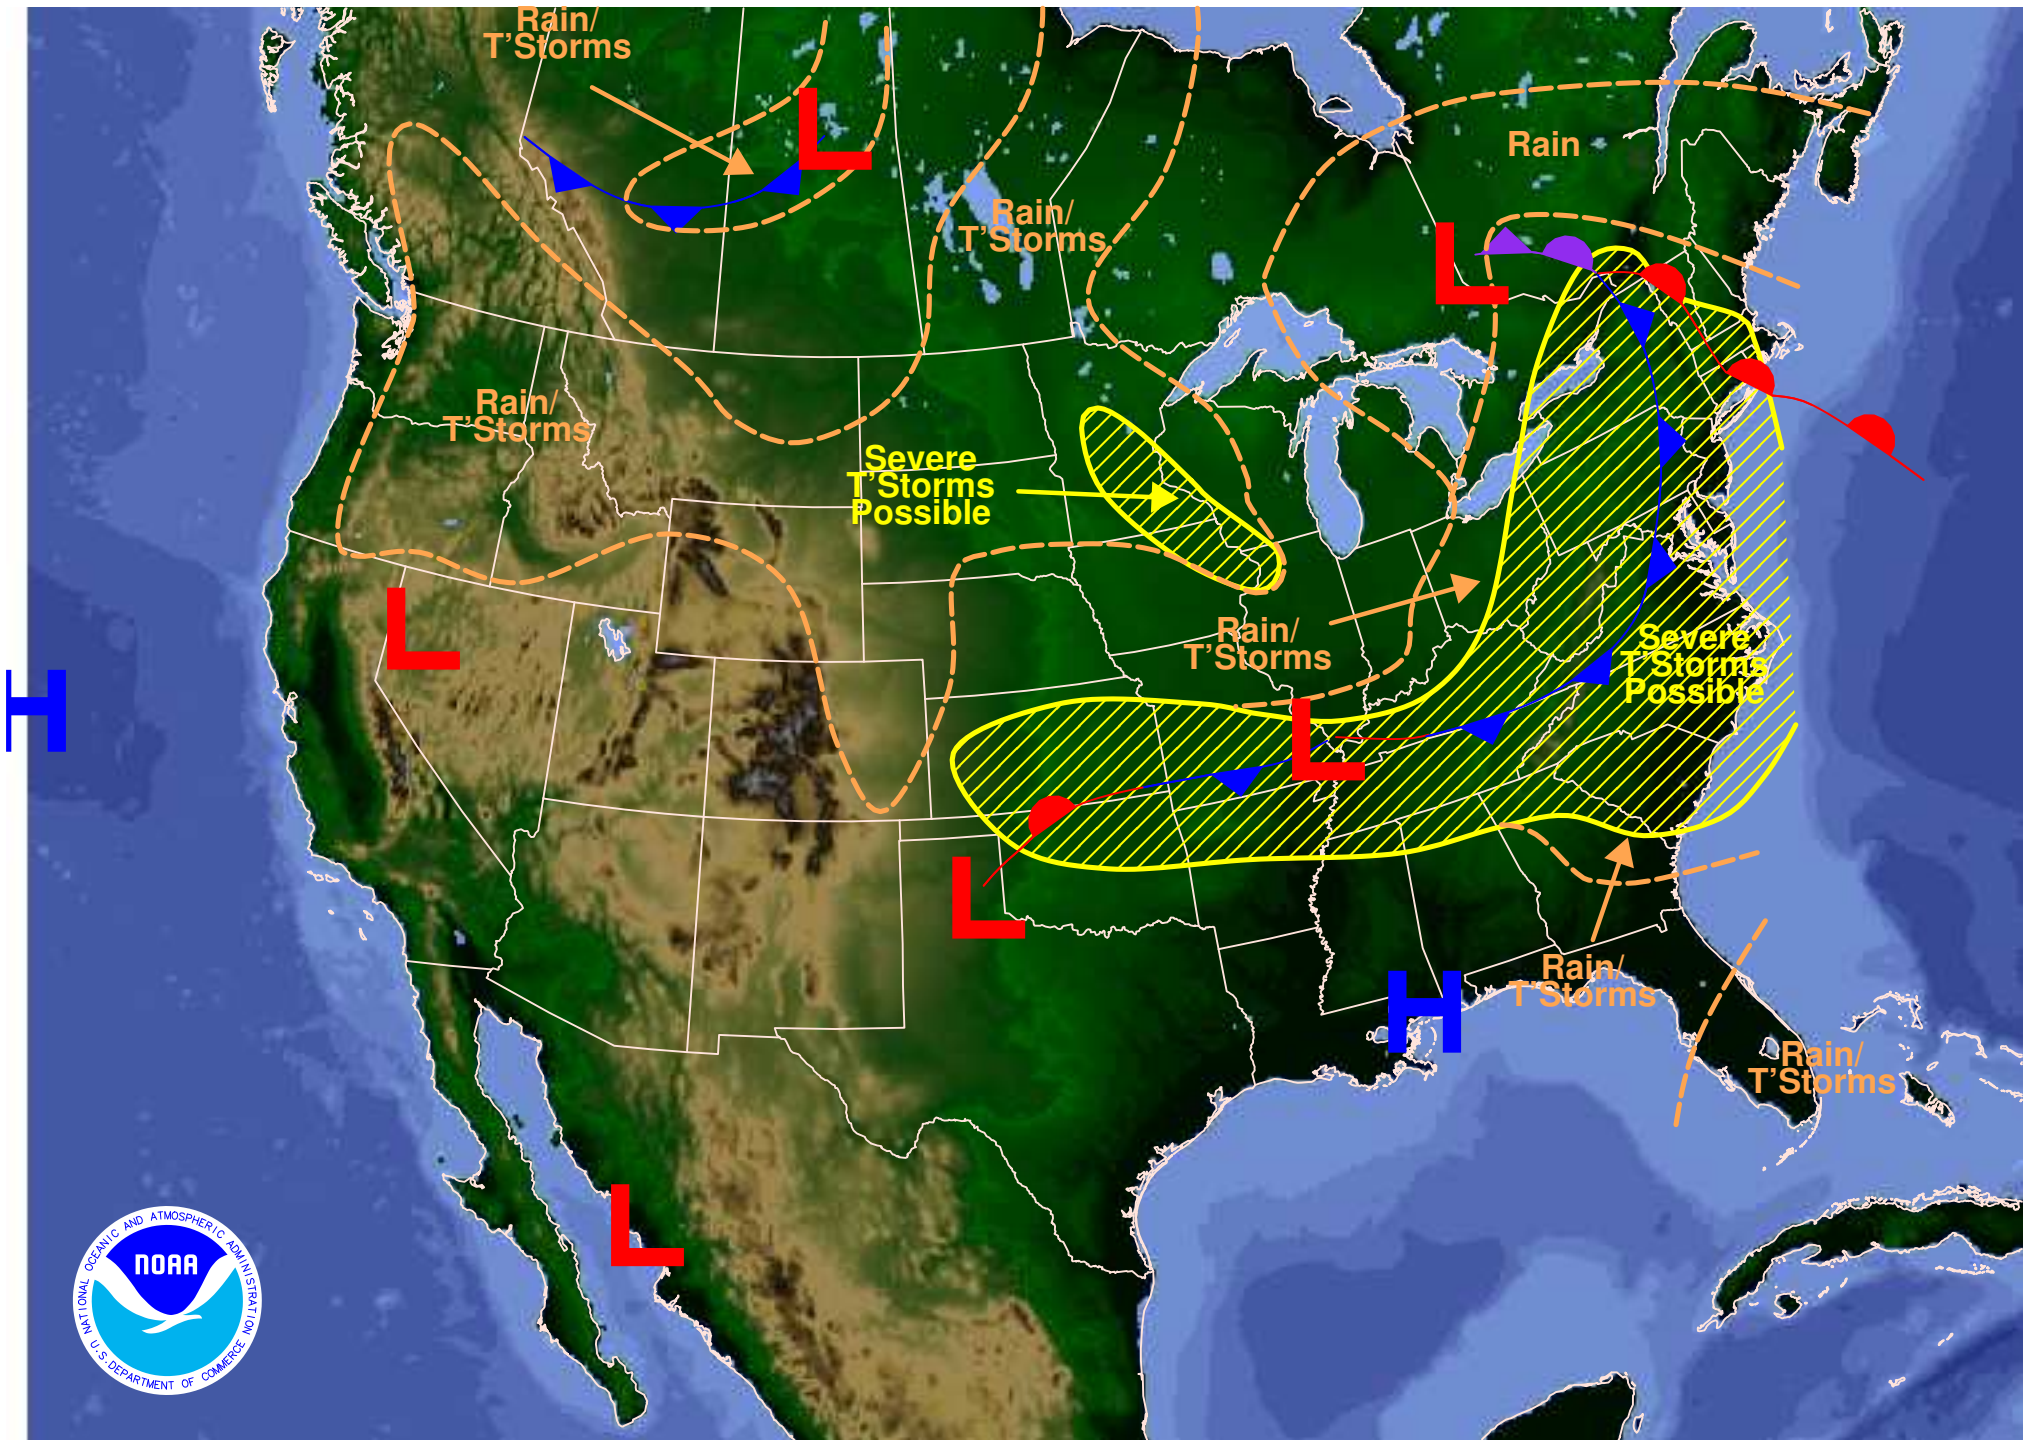 Rain/
T'Storms
Rain
Rain/
T'Storms
Rain/
T'Storms
Severe
T'Storms
Possible
Rain/
T'Storms
Severe
T'Storms
Possible
Rain/
T'Storms
Rain/
T'Storms
L
L
L
L
L
L
H
H
NATIONAL OCEANIC AND ATMOSPHERIC ADMINISTRATION
NOAA
U.S. DEPARTMENT OF COMMERCE